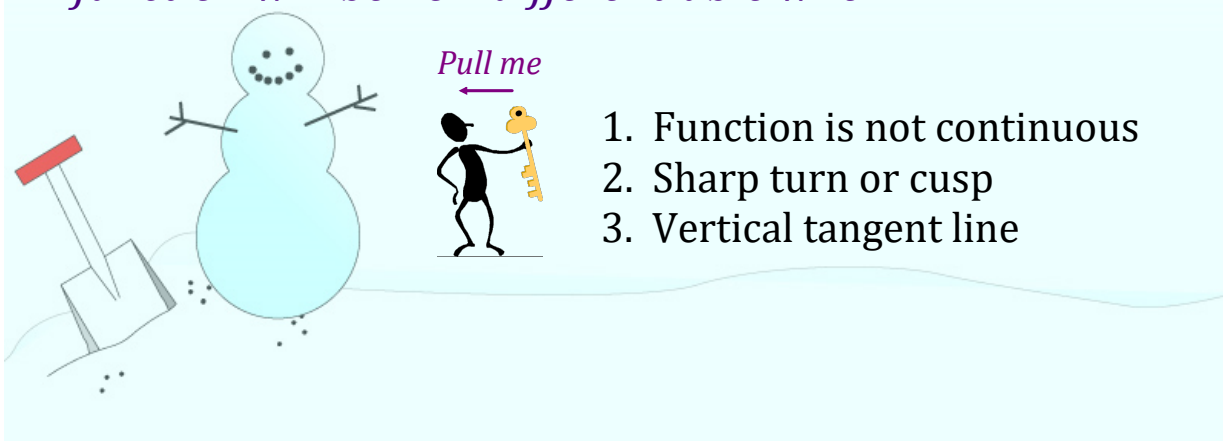 Pull me
1. Function is not continuous
2. Sharp turn or cusp
3. Vertical tangent line